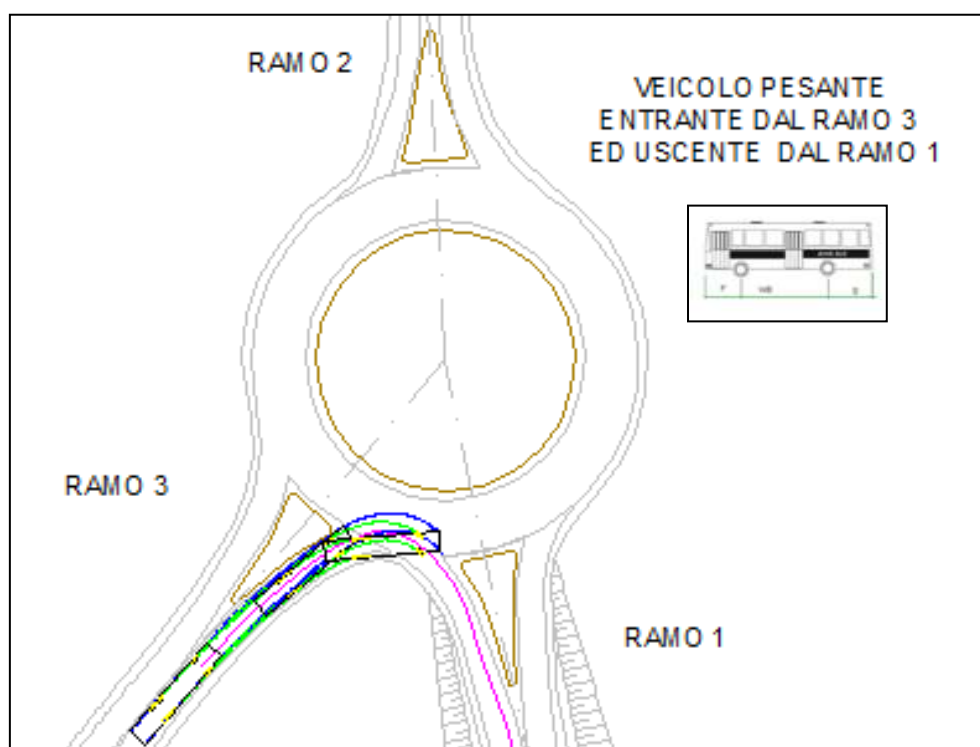 RAMO 2
VEICOLO PESANTE
ENTRANTE DAL RAMO 3
ED USCENTE DAL RAMO 1
RAMO 3
RAMO 1